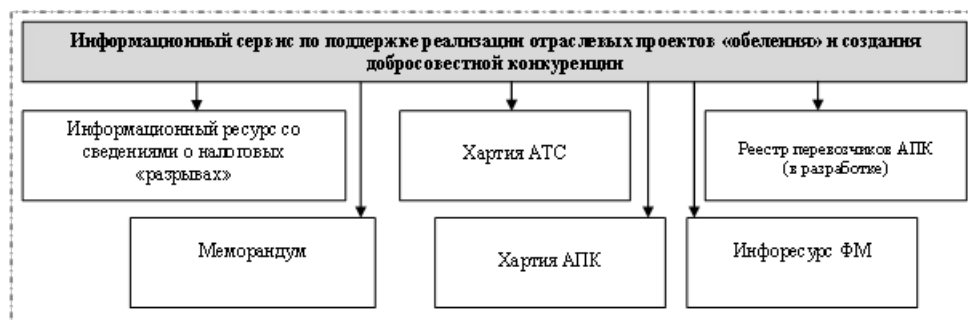 Информационный сервис по поддержке реализации отраслевых проектов «обеления» и создания
добросовестной конкуренции
Информационный ресурс со
сведениями о налоговых
«разрывах»
Хартия АТС
Реестр перевозчиков АПК
(в разработке)
Меморандум
Хартия АПК
Инфоресурс ФМ